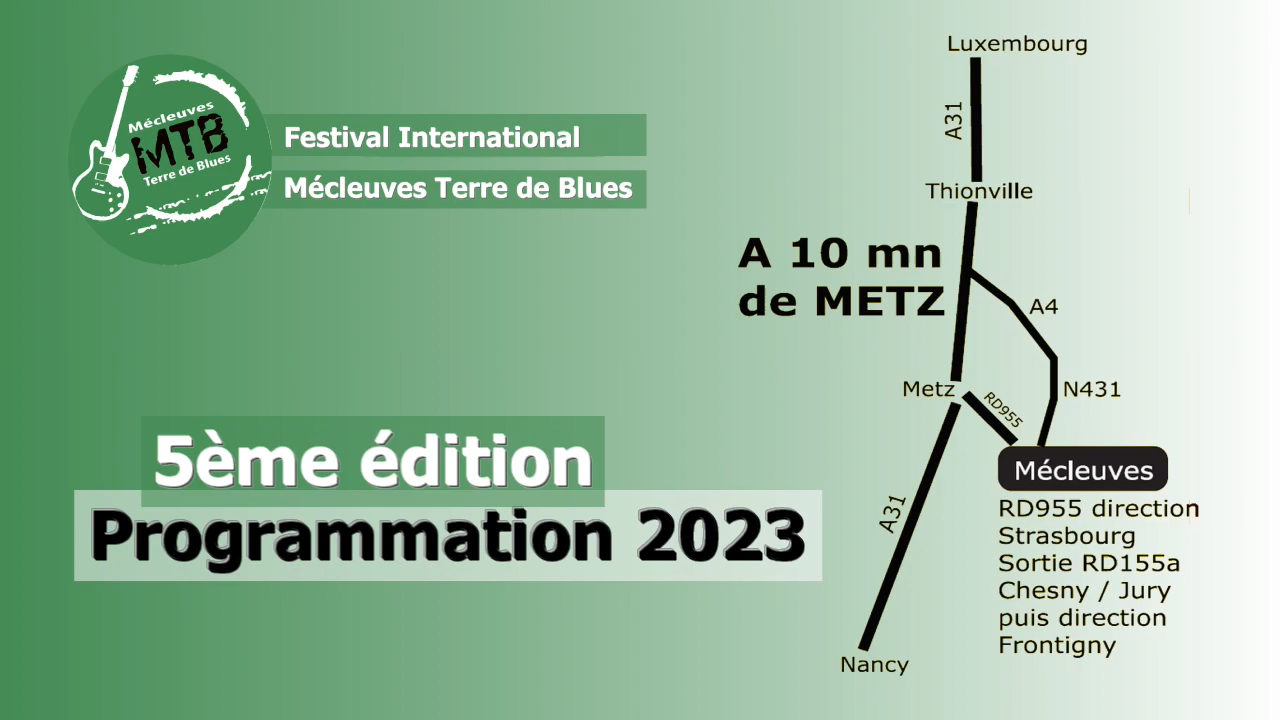 Mécleuves
MTB
Terre de Blues
Festival International
Mécleuves Terre de Blues
5ème édition
Programmation 2023
A 10 mn
de METZ
Luxembourg
A31
Thionville
A4
Metz
RD955
N431
A31
Nancy
Mécleuves
RD955 direction
Strasbourg
Sortie RD155a
Chesny / Jury
puis direction
Frontigny